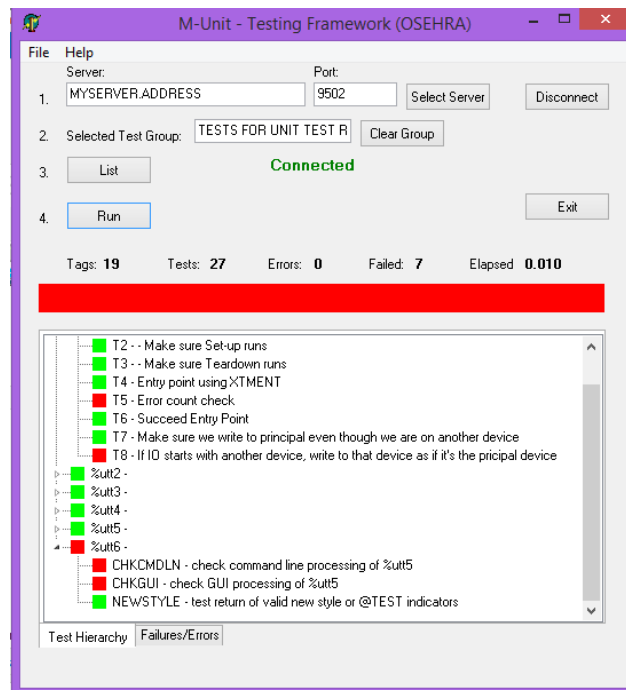 M-Unit - Testing Framework (OSEHRA)
File Help
Server: Port:
1. MYSERVER.ADDRESS 9502 Select Server Disconnect
2. Selected Test Group: TESTS FOR UNIT TEST R Clear Group
3. List Connected
Exit
4. Run
Tags: 19 Tests: 27 Errors: 0 Failed: 7 Elapsed 0.010
T2 - - Make sure Set-up runs
T3 - - Make sure Teardown runs
T4 - Entry point using XTMENT
T5 - Error count check
T6 - Succeed Entry Point
T7 - Make sure we write to principal even though we are on another device
T8 - If IO starts with another device, write to that device as if it's the pricipal device
%utt2 -
%utt3 -
%utt4 -
%utt5 -
%utt6 -
CHKCMDLN - check command line processing of %utt5
CHKGUI - check GUI processing of %utt5
NEWSTYLE - test return of valid new style or @TEST indicators
Test Hierarchy Failures/Errors